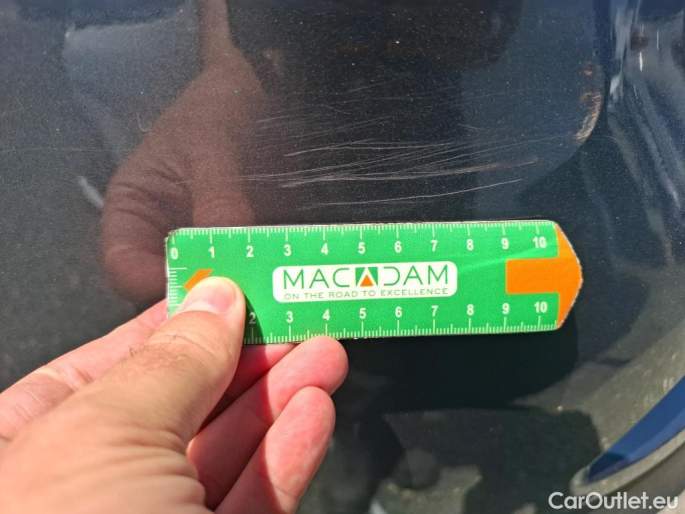 0 1 2 3 4 5 6 7 8 9 10
MACADAM
ON THE ROAD TO EXCELLENCE
2 3 4 5 6 7 8 9 10
CarOutlet.eu